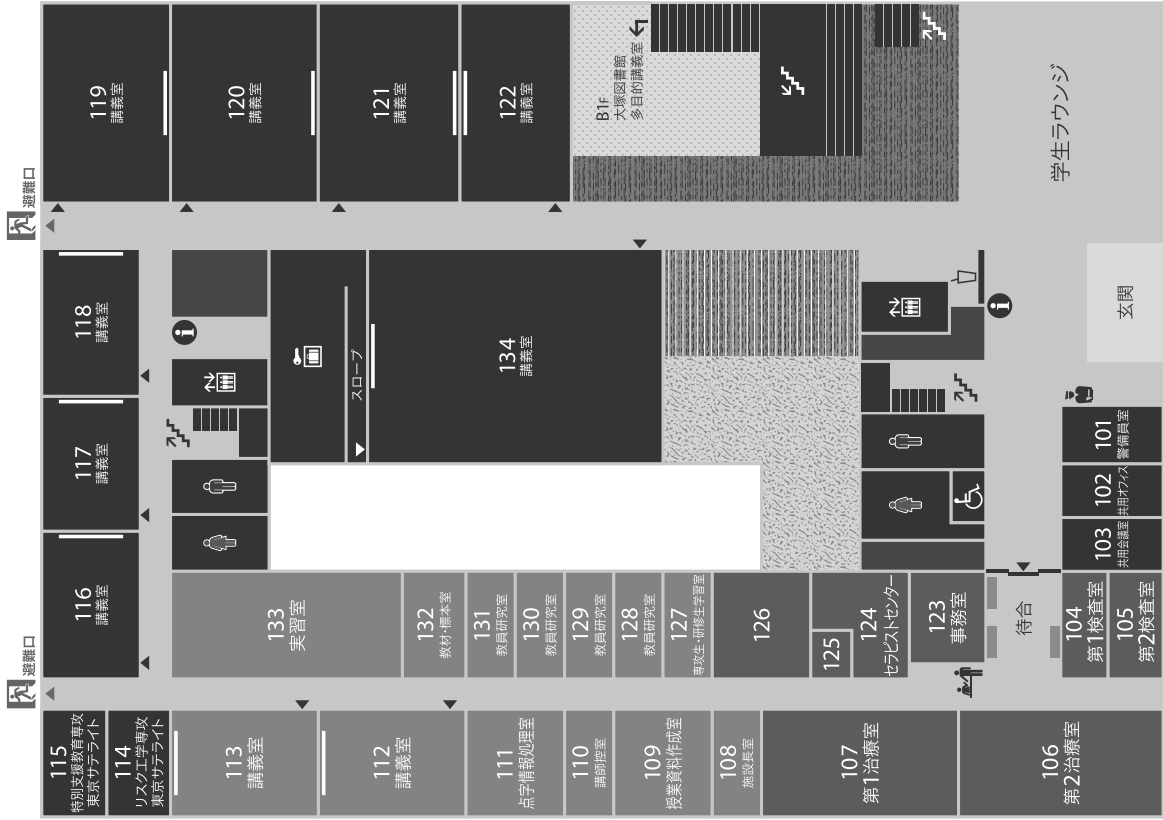 避難口
119
講義室
120
講義室
121
講義室
122
講義室
B1F
大塚図書館
多目的講義室
学生ラウンジ
118
講義室
117
講義室
116
講義室
スロープ
134
講義室
玄関
101
警備員室
102
共用オフィス
103
共用会議室
避難口
133
実習室
132
教材・標本室
131
教員研究室
130
教員研究室
129
教員研究室
128
教員研究室
127
専攻生・研修生学習室
126
125
124
セラピストセンター
123
事務室
待合
104
第1検査室
105
第2検査室
115
特別支援教育専攻
東京サテライト
114
リスク工学専攻
東京サテライト
113
講義室
112
講義室
111
点字情報処理室
110
講師控室
109
授業資料作成室
108
施設長室
107
第1治療室
106
第2治療室